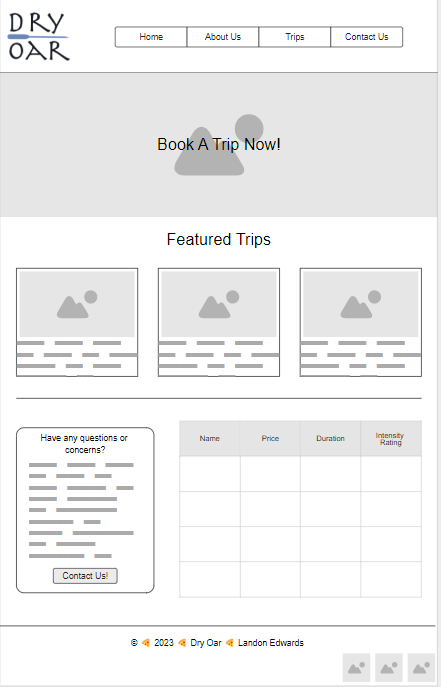 DRY
OAR
Home About Us Trips Contact Us
Book A Trip Now!
Featured Trips
Have any questions or
concerns?
Contact Us!
Name Price Duration Intensity
Rating
© 🍕 2023 🍕 Dry Oar 🍕 Landon Edwards